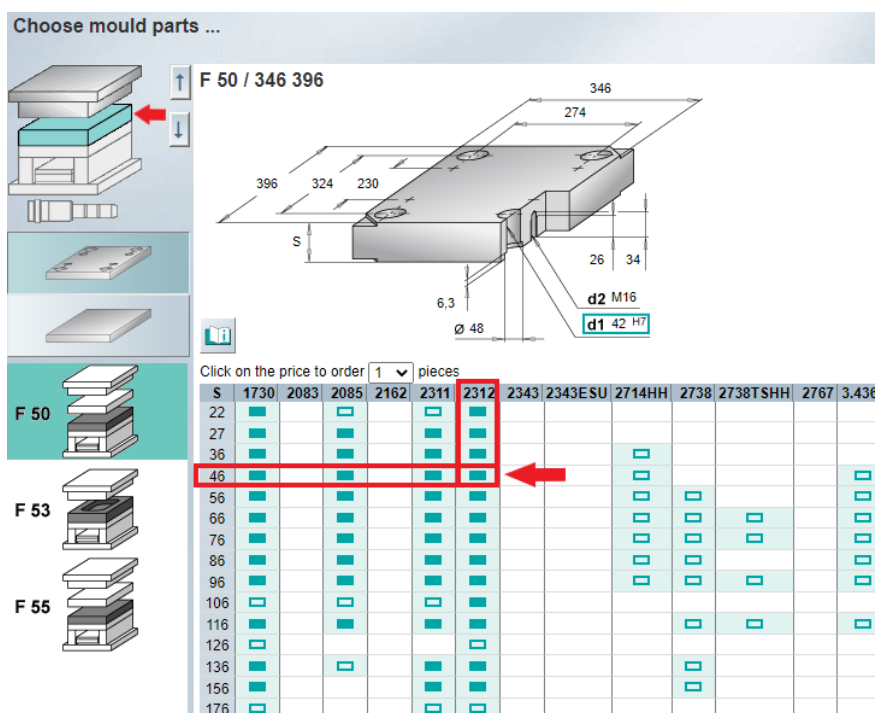 Choose mould parts ...
F 50 / 346 396
346
274
396 324 230
S
26 34
6,3
d2 M16
Ø 48
d1 42 H7
Click on the price to order 1 pieces
S 1730 2083 2085 2162 2311 2312 2343 2343ESU 2714HH 2738 2738TSHH 2767 3.436
22
27
36
46
56
66
76
86
96
106
116
126
136
156
176
F 50
F 53
F 55